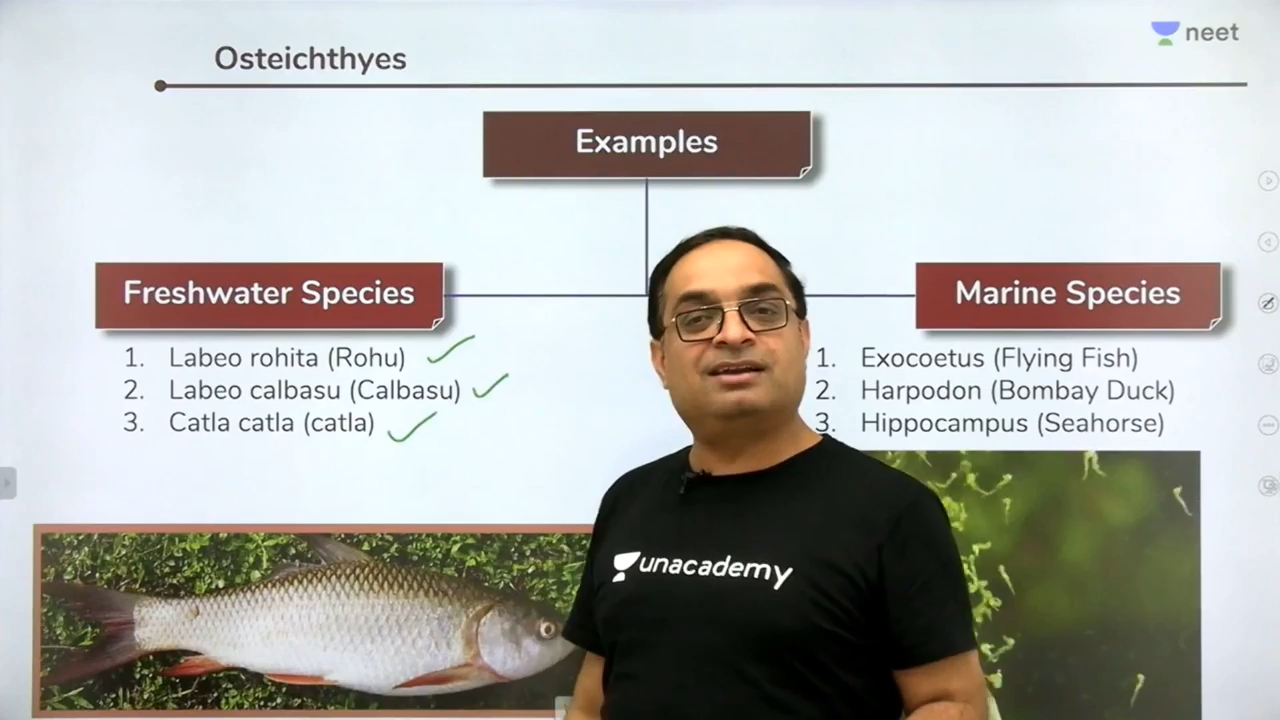 neet
Osteichthyes
Examples
Freshwater Species
1. Labeo rohita (Rohu)
2. Labeo calbasu (Calbasu)
3. Catla catla (catla)
Marine Species
1. Exocoetus (Flying Fish)
2. Harpodon (Bombay Duck)
3. Hippocampus (Seahorse)
unacademy